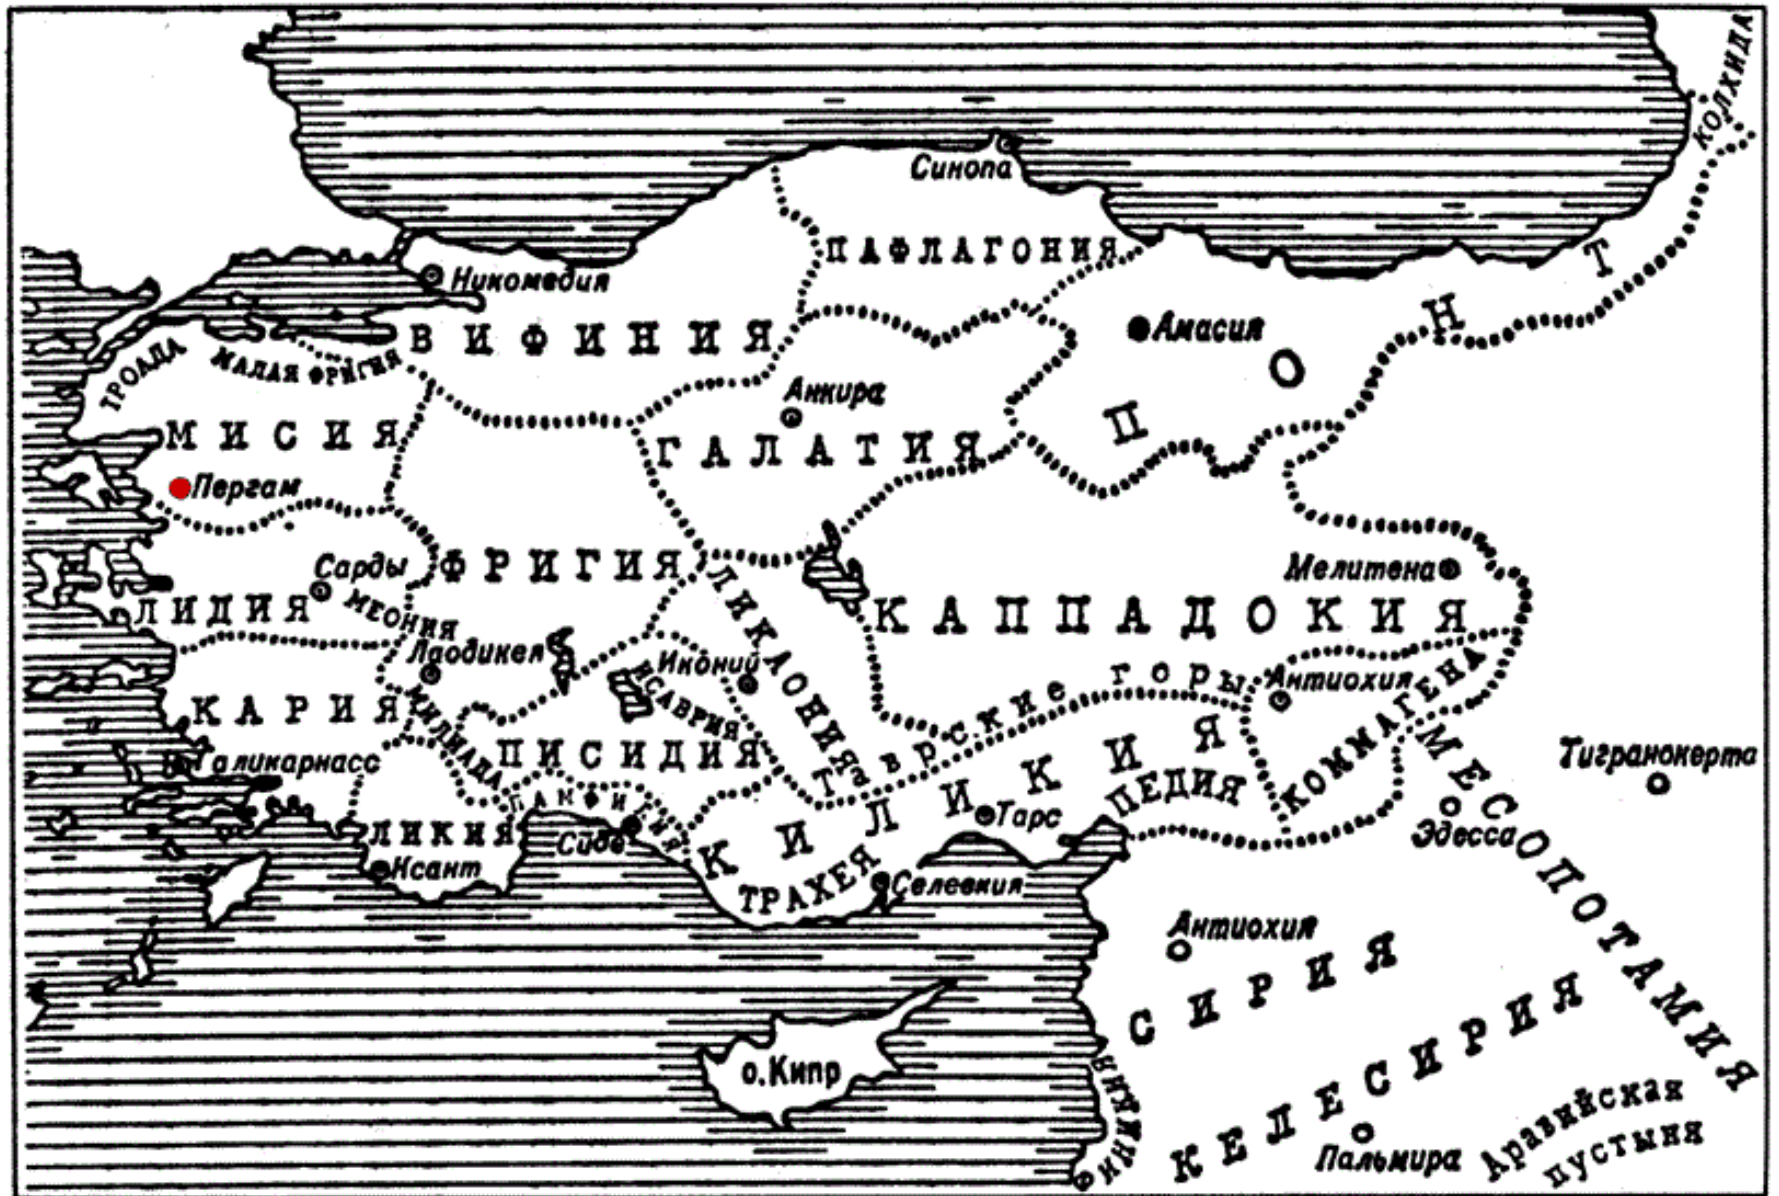 КОЛХИДА
Синопа
ПАФЛАГОНИЯ
Никомедия
ВИФИНИЯ
ПОНТ
Амасия
ТРОАДА
МАЛАЯ ФРИГИЯ
Анкира
МИСИЯ
ГАЛАТИЯ
Пергам
Сарды
ФРИГИЯ
ЛИКАОНИЯ
Мелитена
ЛИДИЯ
МЕОНИЯ
КАППАДОКИЯ
Лаодикея
Иконий
ИСАВРИЯ
Таврские горы
Антиохия
КАРИЯ
МИЛИАДА
ПИСИДИЯ
КОММАГЕНА
МЕСОПОТАМИЯ
Тигранокерта
Галикарнасс
ПАМФИЛИЯ
КИЛИКИЯ
ПЕДИЯ
Тарс
Эдесса
ЛИКИЯ
Сиде
Ксант
ТРАХЕЯ
Селевкия
Антиохия
СИРИЯ
КЕЛЕСИРИЯ
о.Кипр
ФИНИКИЯ
Пальмира
Аравийская
пустыня